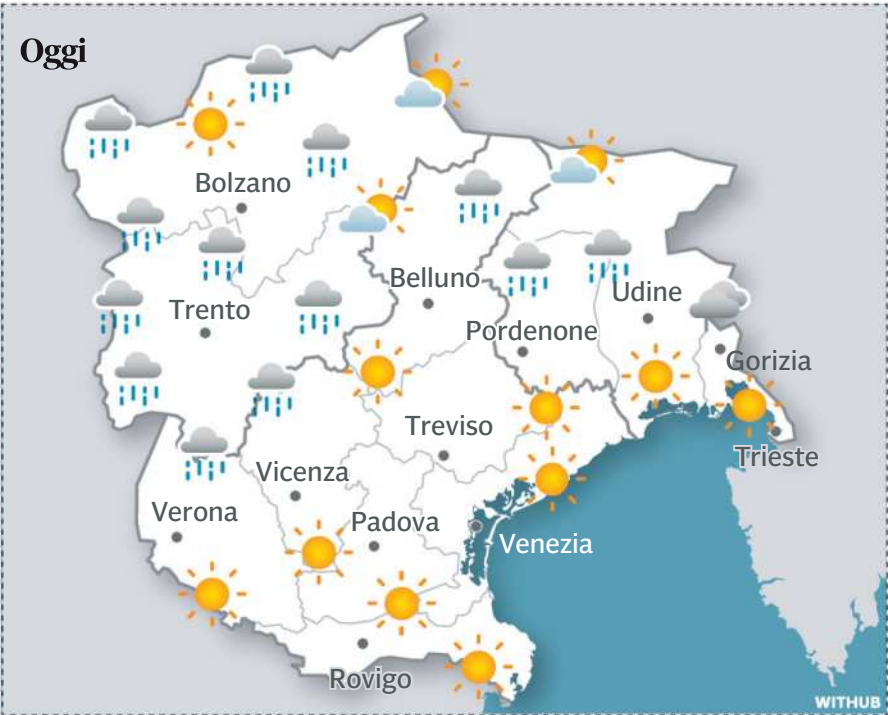 Oggi
Bolzano
Belluno
Trento
Udine
Pordenone
Gorizia
Treviso
Trieste
Vicenza
Verona
Padova
Venezia
Rovigo
WITHUB